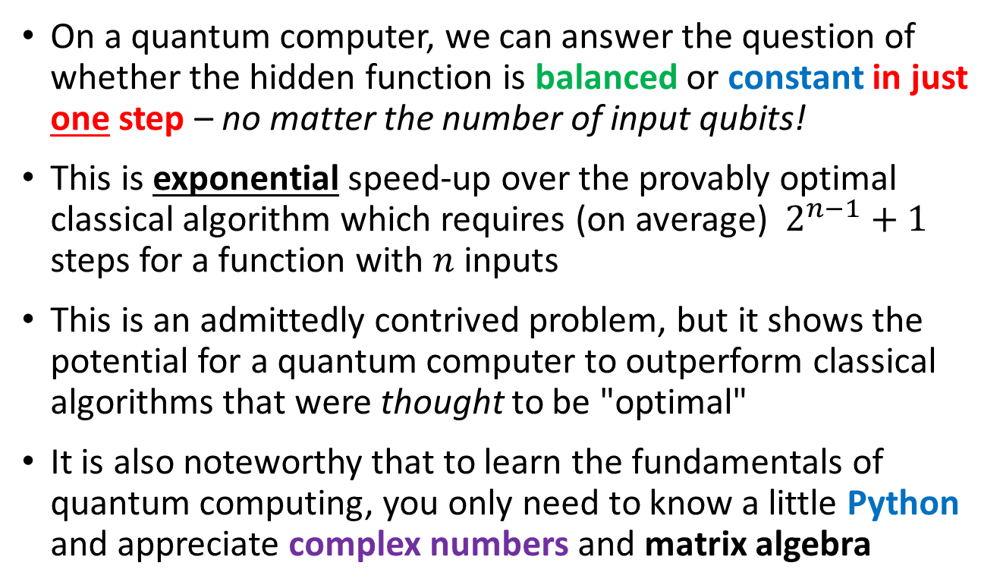 • On a quantum computer, we can answer the question of
whether the hidden function is balanced or constant in just
one step – no matter the number of input qubits!
• This is exponential speed-up over the provably optimal
classical algorithm which requires (on average) 2^{n−1} + 1
steps for a function with n inputs
• This is an admittedly contrived problem, but it shows the
potential for a quantum computer to outperform classical
algorithms that were thought to be "optimal"
• It is also noteworthy that to learn the fundamentals of
quantum computing, you only need to know a little Python
and appreciate complex numbers and matrix algebra